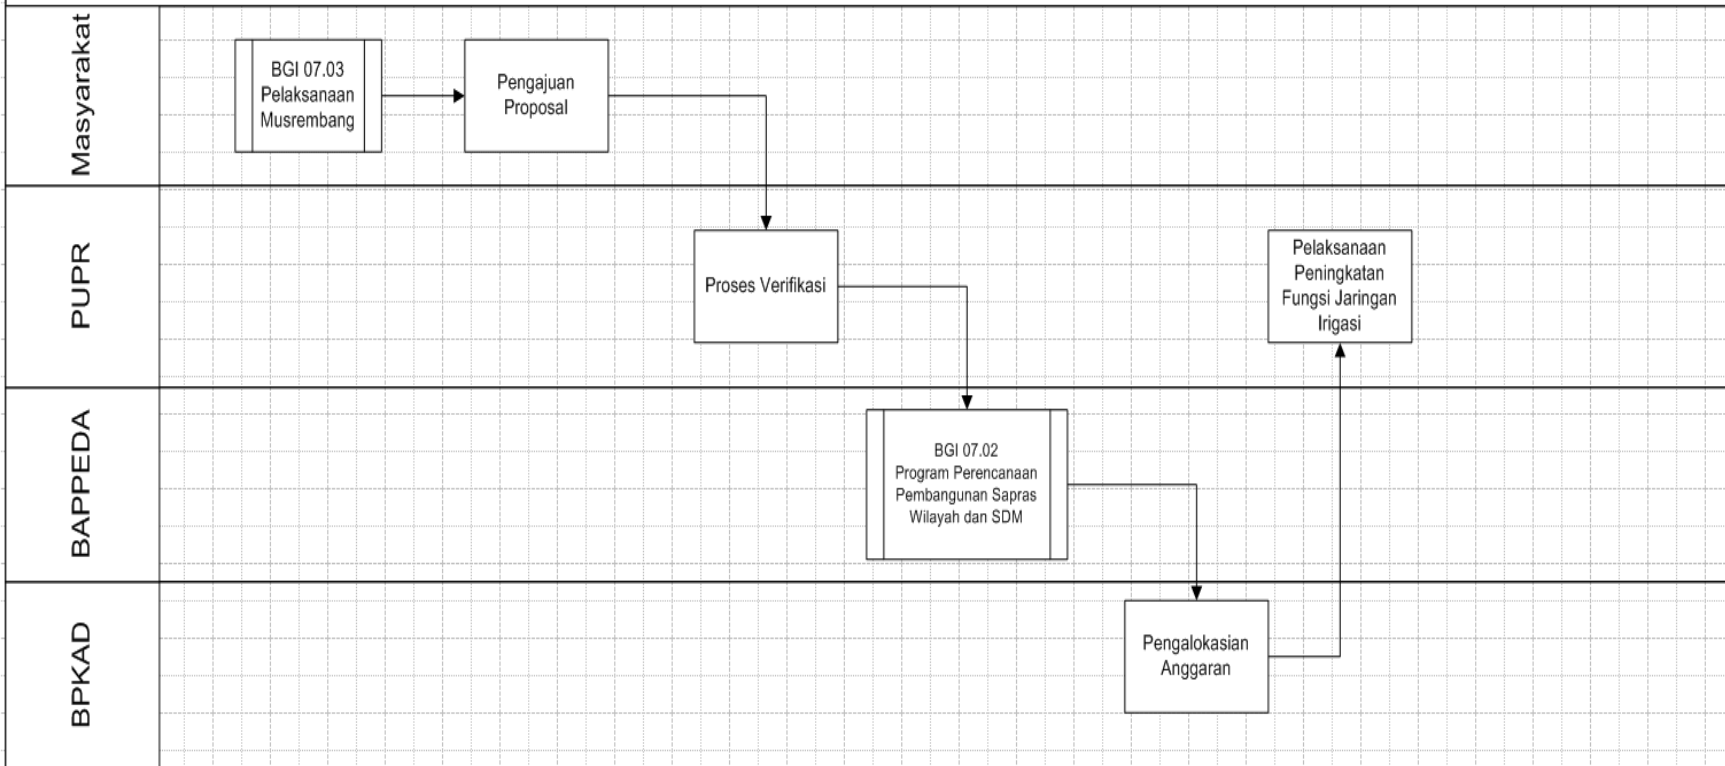 Masyarakat
BGI 07.03
Pelaksanaan
Musrembang
Pengajuan
Proposal
PUPR
Proses Verifikasi
Pelaksanaan
Peningkatan
Fungsi Jaringan
Irigasi
BAPPEDA
BGI 07.02
Program Perencanaan
Pembangunan Sapras
Wilayah dan SDM
BPKAD
Pengalokasian
Anggaran